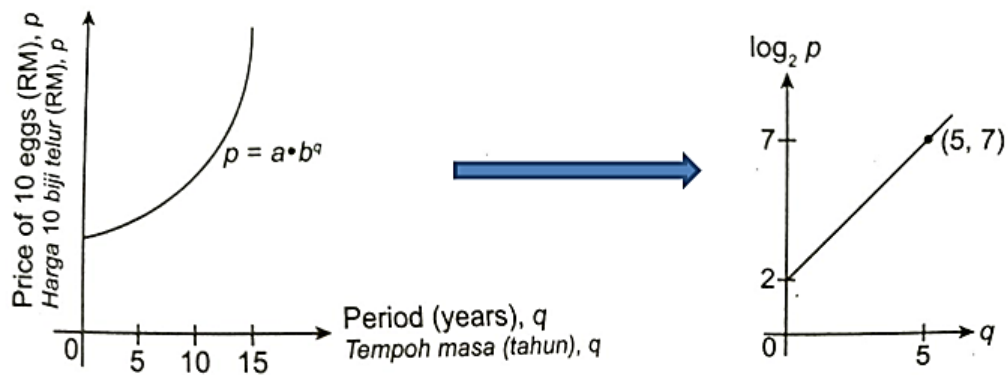 Price of 10 eggs (RM), p
Harga 10 biji telur (RM), p
p = a•b^q
0
5
10
15
Period (years), q
Tempoh masa (tahun), q
log₂ p
7
(5, 7)
2
0
5
q